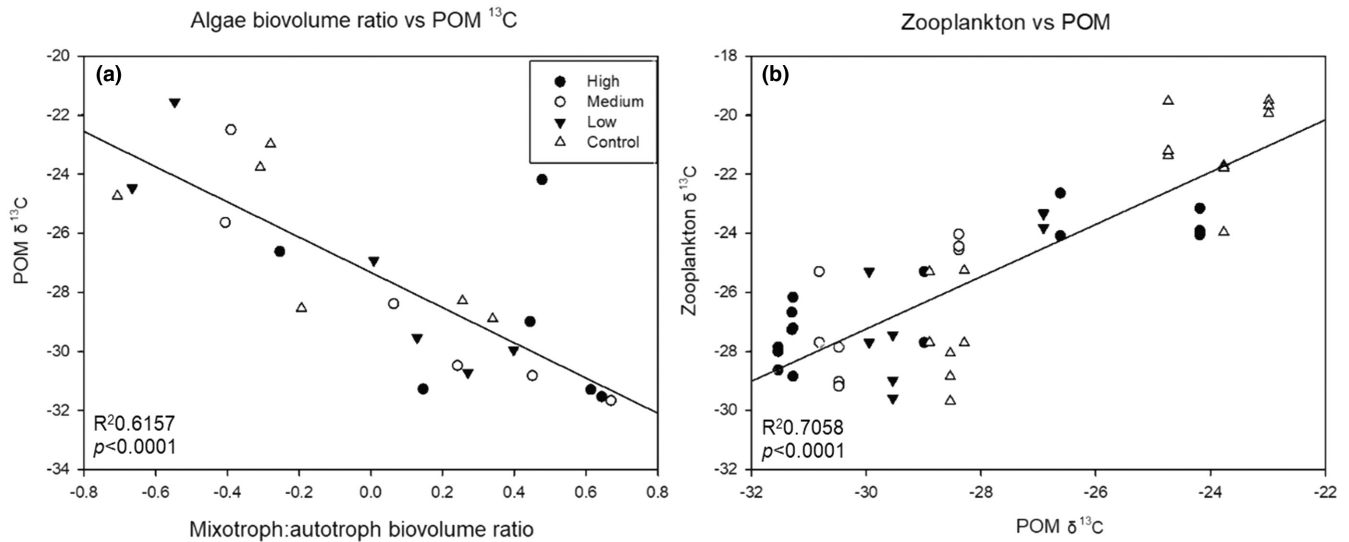 Algae biovolume ratio vs POM ¹³C
(a)
High
Medium
Low
Control
-20
-22
-24
-26
-28
-30
-32
-34
POM δ¹³C
R²0.6157
p<0.0001
-0.8 -0.6 -0.4 -0.2 0.0 0.2 0.4 0.6 0.8
Mixotroph:autotroph biovolume ratio
Zooplankton vs POM
(b)
-18
-20
-22
-24
-26
-28
-30
-32
Zooplankton δ¹³C
R²0.7058
p<0.0001
-32 -30 -28 -26 -24 -22
POM δ¹³C